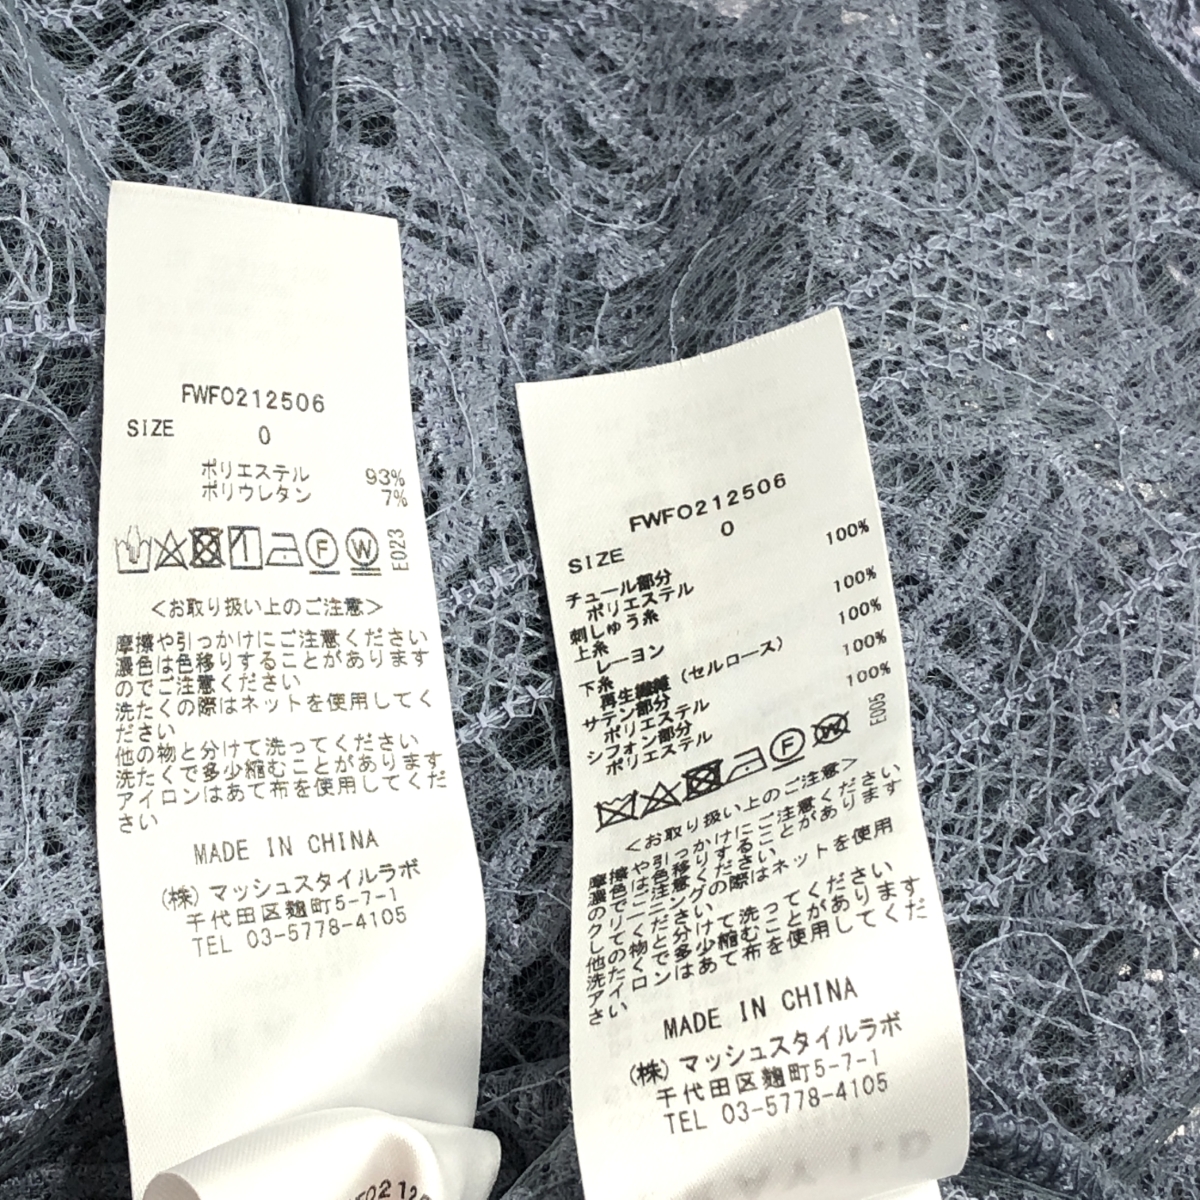 FWFO212506
SIZE 0
ポリエステル 93%
ポリウレタン 7%
F W E023
<お取り扱い上のご注意>
摩擦や引っかけにご注意ください
濃色は色移りすることがあります
のでご注意ください
洗たくの際はネットを使用してく
ださい
他の物と分けて洗ってください
洗たくで多少縮むことがあります
アイロンはあて布を使用してくだ
さい
MADE IN CHINA
(株)マッシュスタイルラボ
千代田区麹町5-7-1
TEL 03-5778-4105
FWFO212506
SIZE 0
チュール部分
ポリエステル 100%
刺しゅう糸
上糸
レーヨン 100%
下糸
再生繊維(セルロース) 100%
サテン部分
ポリエステル 100%
シフォン部分
ポリエステル 100%
F W E005
<お取り扱い上のご注意>
摩擦や引っかけにご注意ください
濃色は色移りすることがあります
のでご注意ください
クリーニングの際はネットを使用
してください
他の物と分けて洗ってください
洗たくで多少縮むことがあります
アイロンはあて布を使用してくだ
さい
MADE IN CHINA
(株)マッシュスタイルラボ
千代田区麹町5-7-1
TEL 03-5778-4105